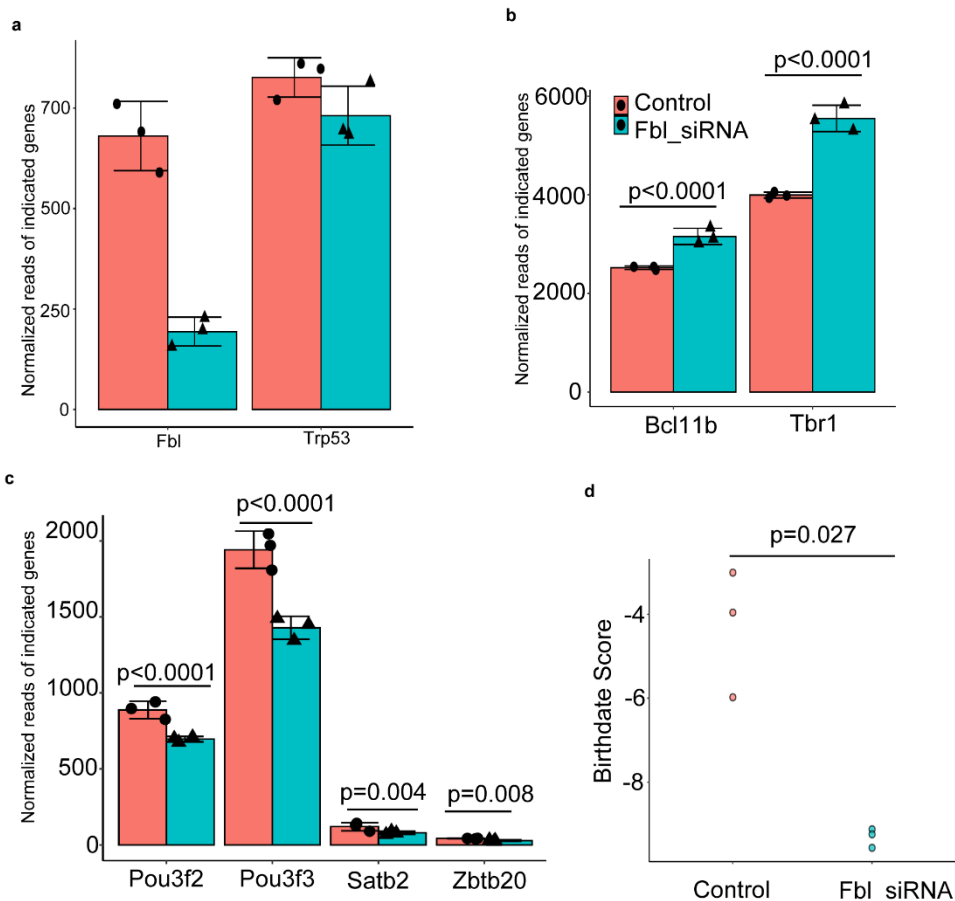 a
Normalized reads of indicated genes
700
500
250
0
Fbl
Trp53
b
Normalized reads of indicated genes
6000
4000
2000
0
p<0.0001
Control
Fbl_siRNA
p<0.0001
Bcl11b
Tbr1
c
Normalized reads of indicated genes
2000
1500
1000
500
0
p<0.0001
p<0.0001
p=0.004
p=0.008
Pou3f2
Pou3f3
Satb2
Zbtb20
d
p=0.027
Birthdate Score
-4
-6
-8
Control
Fbl_siRNA